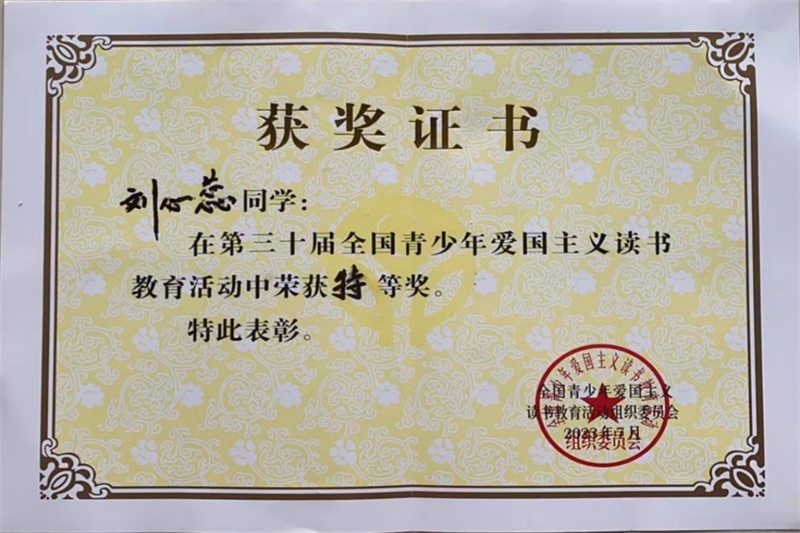 获奖证书
刘心蕊同学:
在第三十届全国青少年爱国主义读书
教育活动中荣获特等奖。
特此表彰。
全国青少年爱国主义
读书教育活动组织委员会
2023年7月
组织委员会